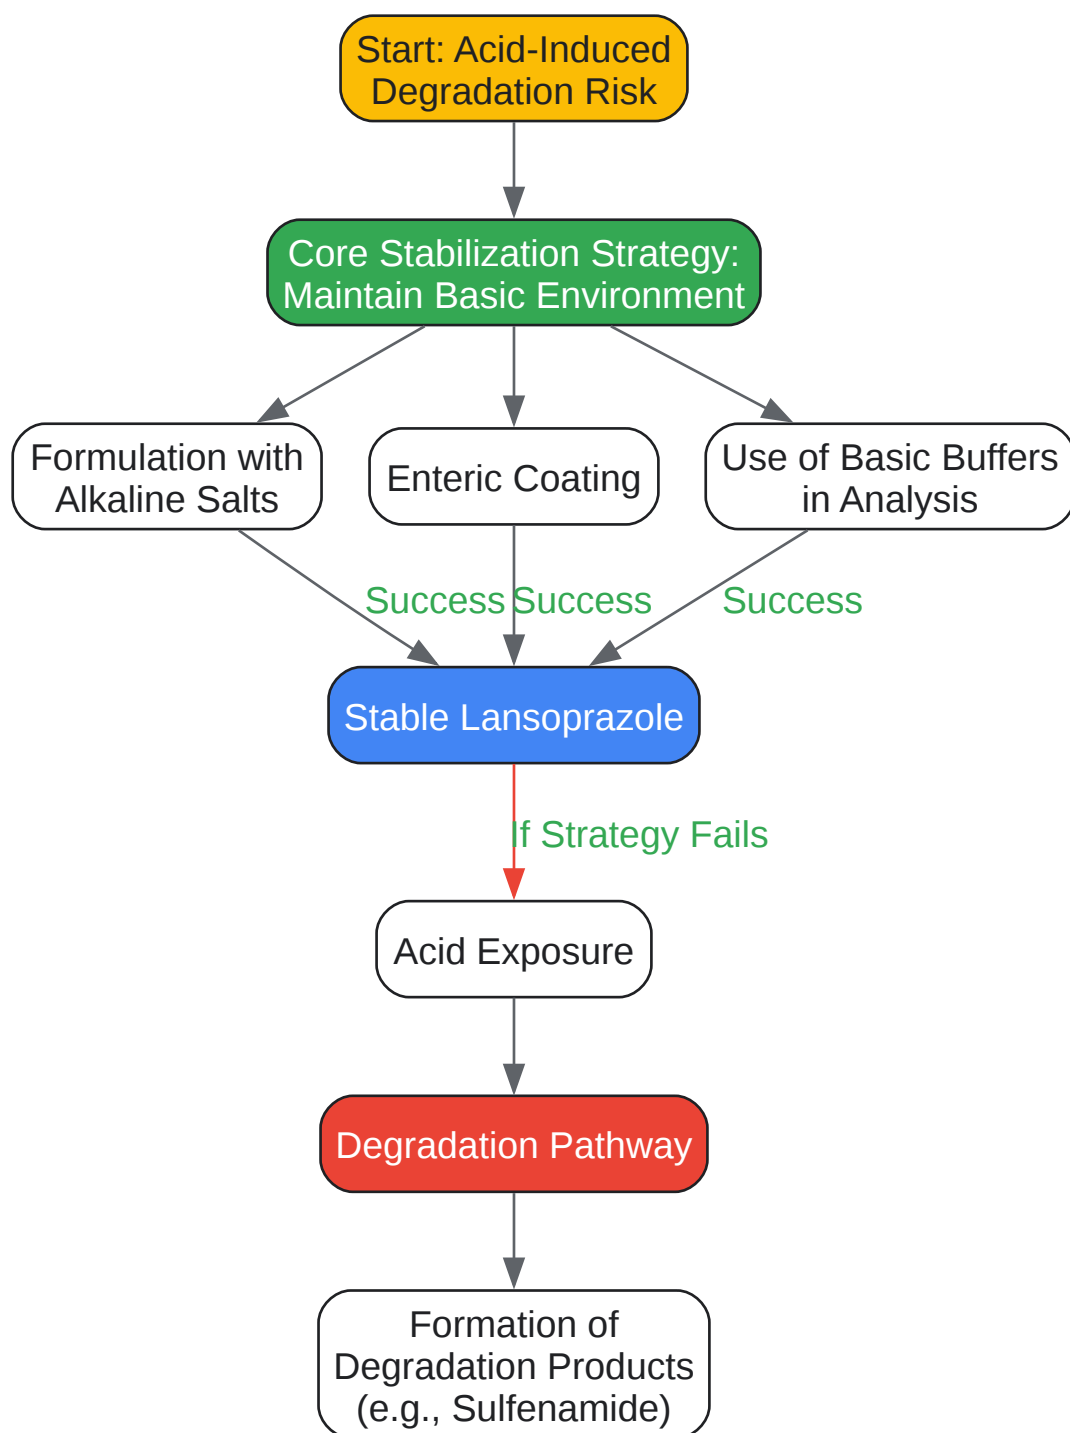 Start: Acid-Induced
Degradation Risk
Core Stabilization Strategy:
Maintain Basic Environment
Formulation with
Alkaline Salts
Enteric Coating
Use of Basic Buffers
in Analysis
Success
Success
Success
Stable Lansoprazole
If Strategy Fails
Acid Exposure
Degradation Pathway
Formation of
Degradation Products
(e.g., Sulfenamide)